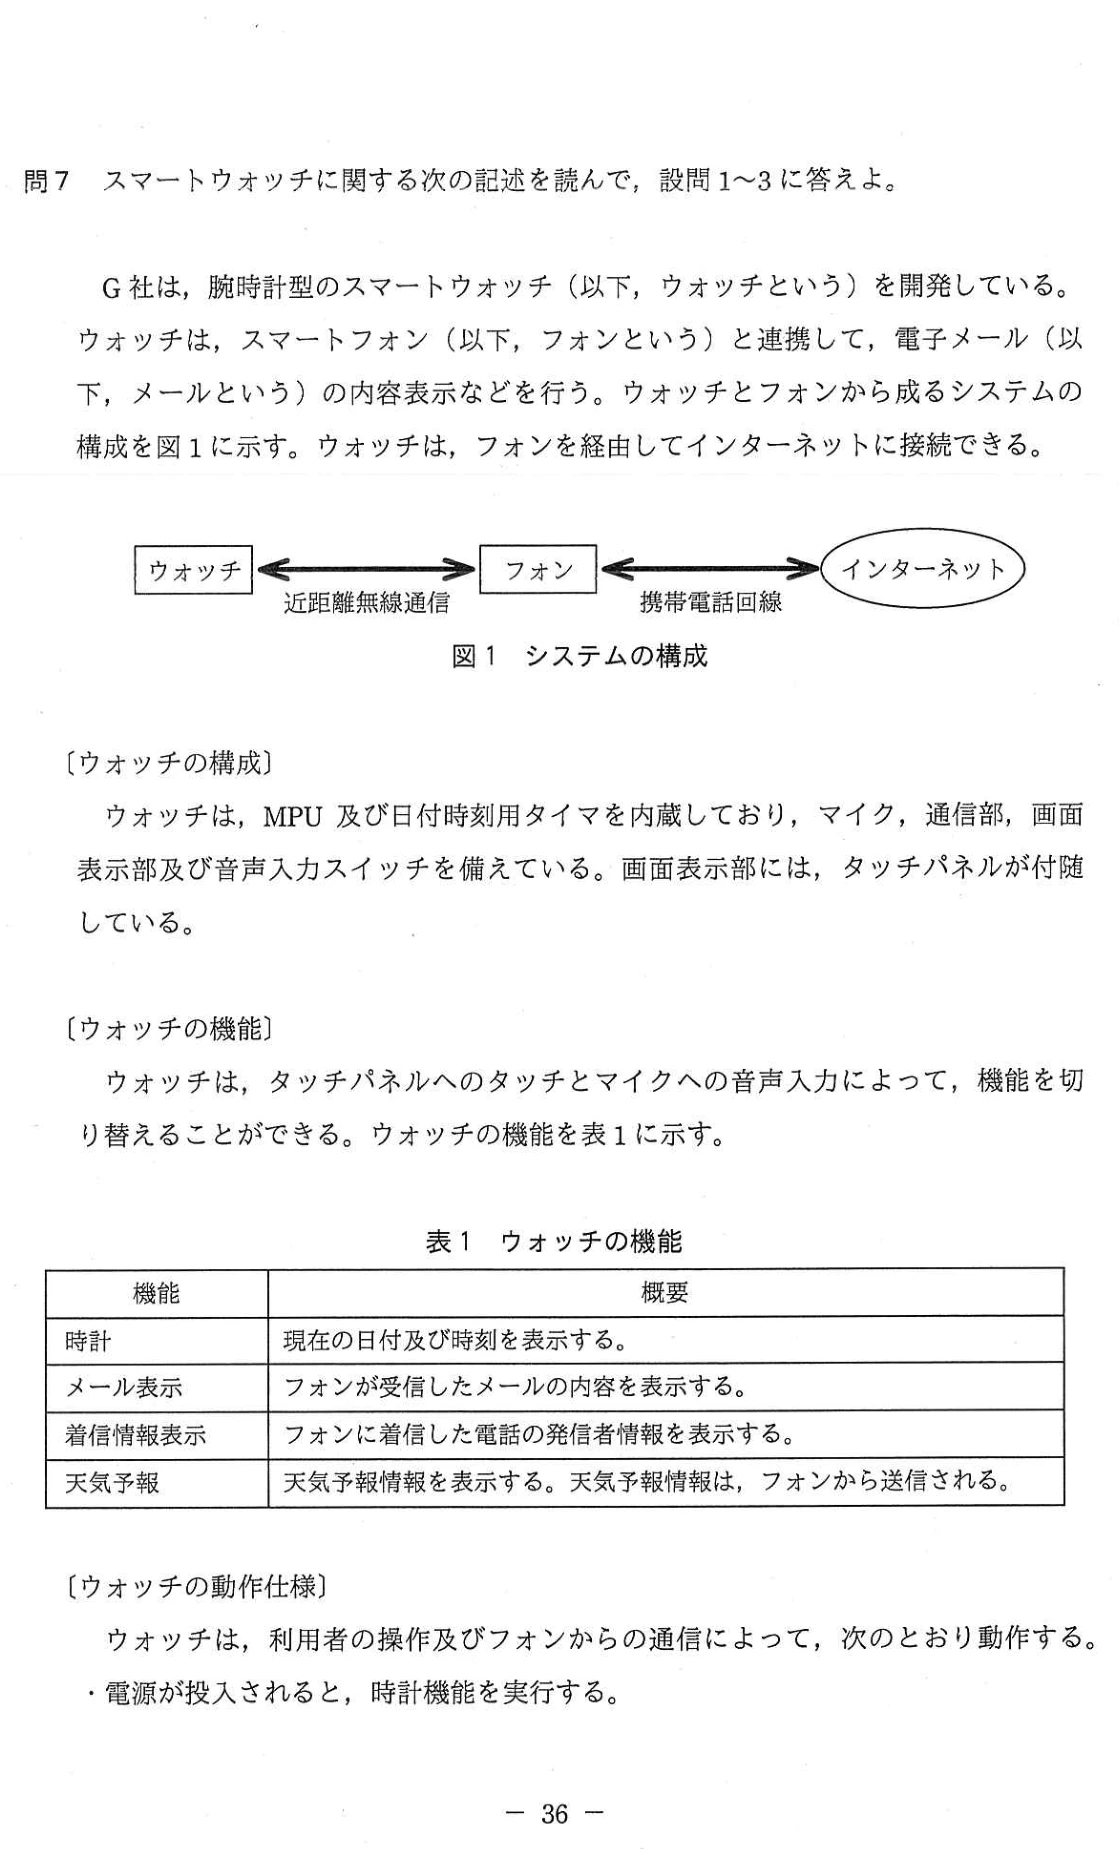 問7　スマートウォッチに関する次の記述を読んで，設問1～3に答えよ。
G社は，腕時計型のスマートウォッチ（以下，ウォッチという）を開発している。
ウォッチは，スマートフォン（以下，フォンという）と連携して，電子メール（以
下，メールという）の内容表示などを行う。ウォッチとフォンから成るシステムの
構成を図1に示す。ウォッチは，フォンを経由してインターネットに接続できる。
ウォッチ　フォン　インターネット
近距離無線通信　携帯電話回線
図1　システムの構成
〔ウォッチの構成〕
ウォッチは，MPU 及び日付時刻用タイマを内蔵しており，マイク，通信部，画面
表示部及び音声入力スイッチを備えている。画面表示部には，タッチパネルが付随
している。
〔ウォッチの機能〕
ウォッチは，タッチパネルへのタッチとマイクへの音声入力によって，機能を切
り替えることができる。ウォッチの機能を表1に示す。
表1　ウォッチの機能
機能　概要
時計　現在の日付及び時刻を表示する。
メール表示　フォンが受信したメールの内容を表示する。
着信情報表示　フォンに着信した電話の発信者情報を表示する。
天気予報　天気予報情報を表示する。天気予報情報は，フォンから送信される。
〔ウォッチの動作仕様〕
ウォッチは，利用者の操作及びフォンからの通信によって，次のとおり動作する。
・電源が投入されると，時計機能を実行する。
－ 36 －